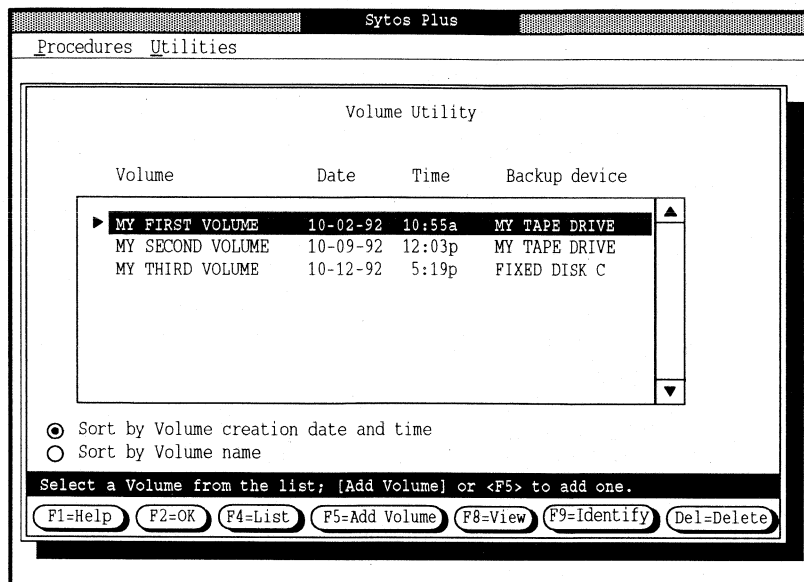 Sytos Plus
Procedures Utilities
Volume Utility
Volume Date Time Backup device
MY FIRST VOLUME 10-02-92 10:55a MY TAPE DRIVE
MY SECOND VOLUME 10-09-92 12:03p MY TAPE DRIVE
MY THIRD VOLUME 10-12-92 5:19p FIXED DISK C
Sort by Volume creation date and time
Sort by Volume name
Select a Volume from the list; [Add Volume] or <F5> to add one.
F1=Help F2=OK F4=List F5=Add Volume F8=View F9=Identify Del=Delete